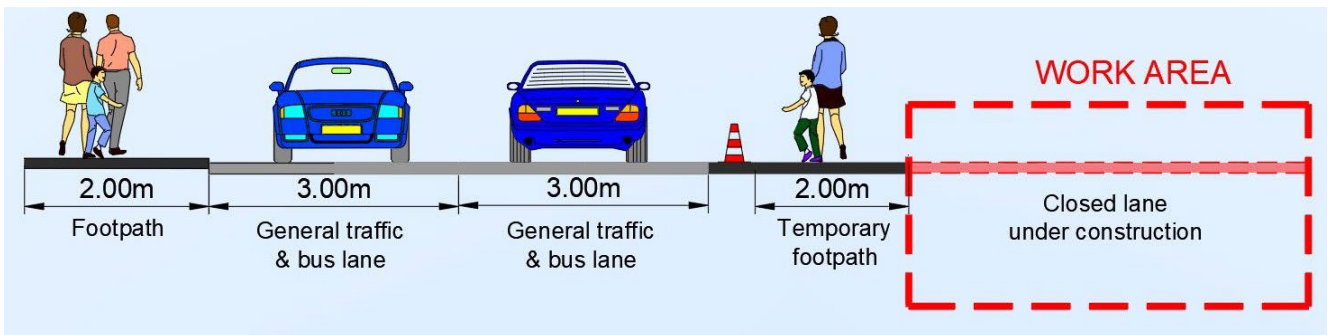 WORK AREA
2.00m
3.00m
3.00m
2.00m
Footpath
General traffic
& bus lane
General traffic
& bus lane
Temporary
footpath
Closed lane
under construction